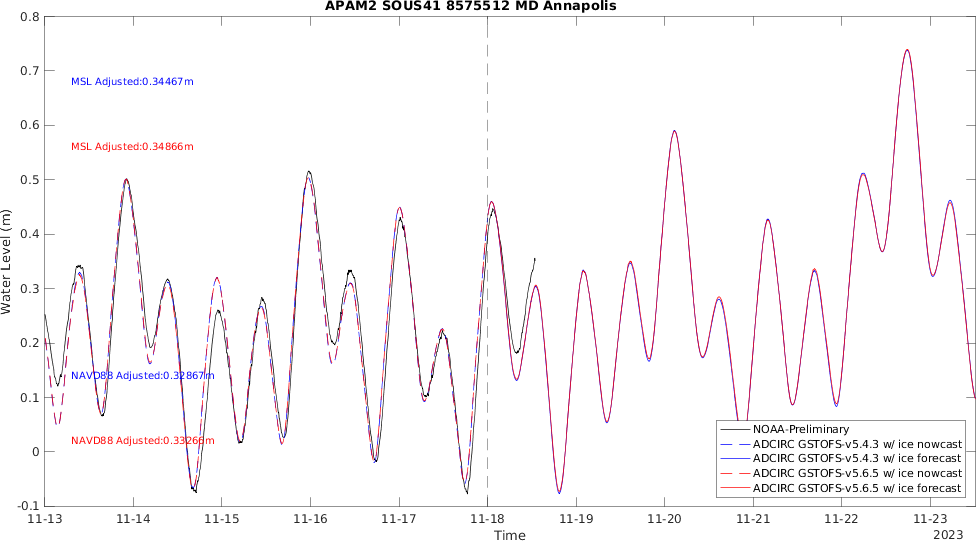 APAM2 SOUS41 8575512 MD Annapolis
0.8
0.7
0.6
0.5
0.4
0.3
0.2
0.1
0
-0.1
Water Level (m)
MSL Adjusted:0.34467m
MSL Adjusted:0.34866m
NAVD88 Adjusted:0.32867m
NAVD88 Adjusted:0.33266m
NOAA-Preliminary
ADCIRC GSTOFS-v5.4.3 w/ ice nowcast
ADCIRC GSTOFS-v5.4.3 w/ ice forecast
ADCIRC GSTOFS-v5.6.5 w/ ice nowcast
ADCIRC GSTOFS-v5.6.5 w/ ice forecast
11-13 11-14 11-15 11-16 11-17 11-18 11-19 11-20 11-21 11-22 11-23
Time
2023